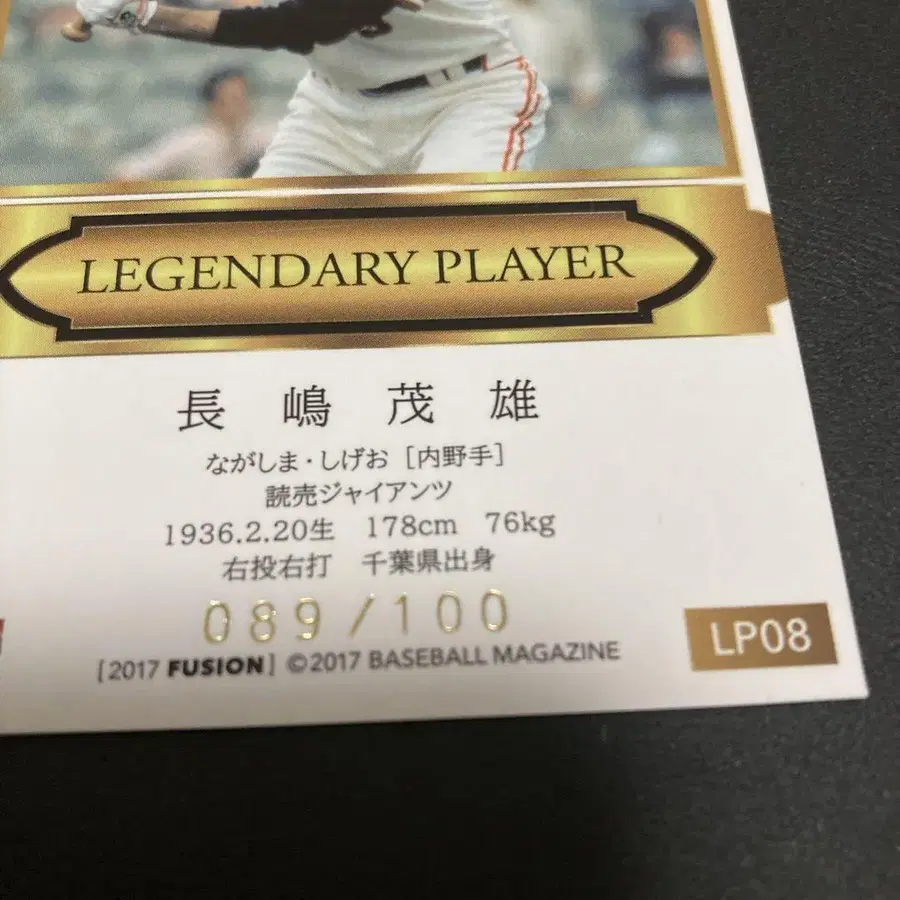 LEGENDARY PLAYER
長嶋茂雄
ながしま・しげお [内野手]
読売ジャイアンツ
1936.2.20生 178cm 76kg
右投右打 千葉県出身
089/100
LP08
[2017 FUSION] ©2017 BASEBALL MAGAZINE